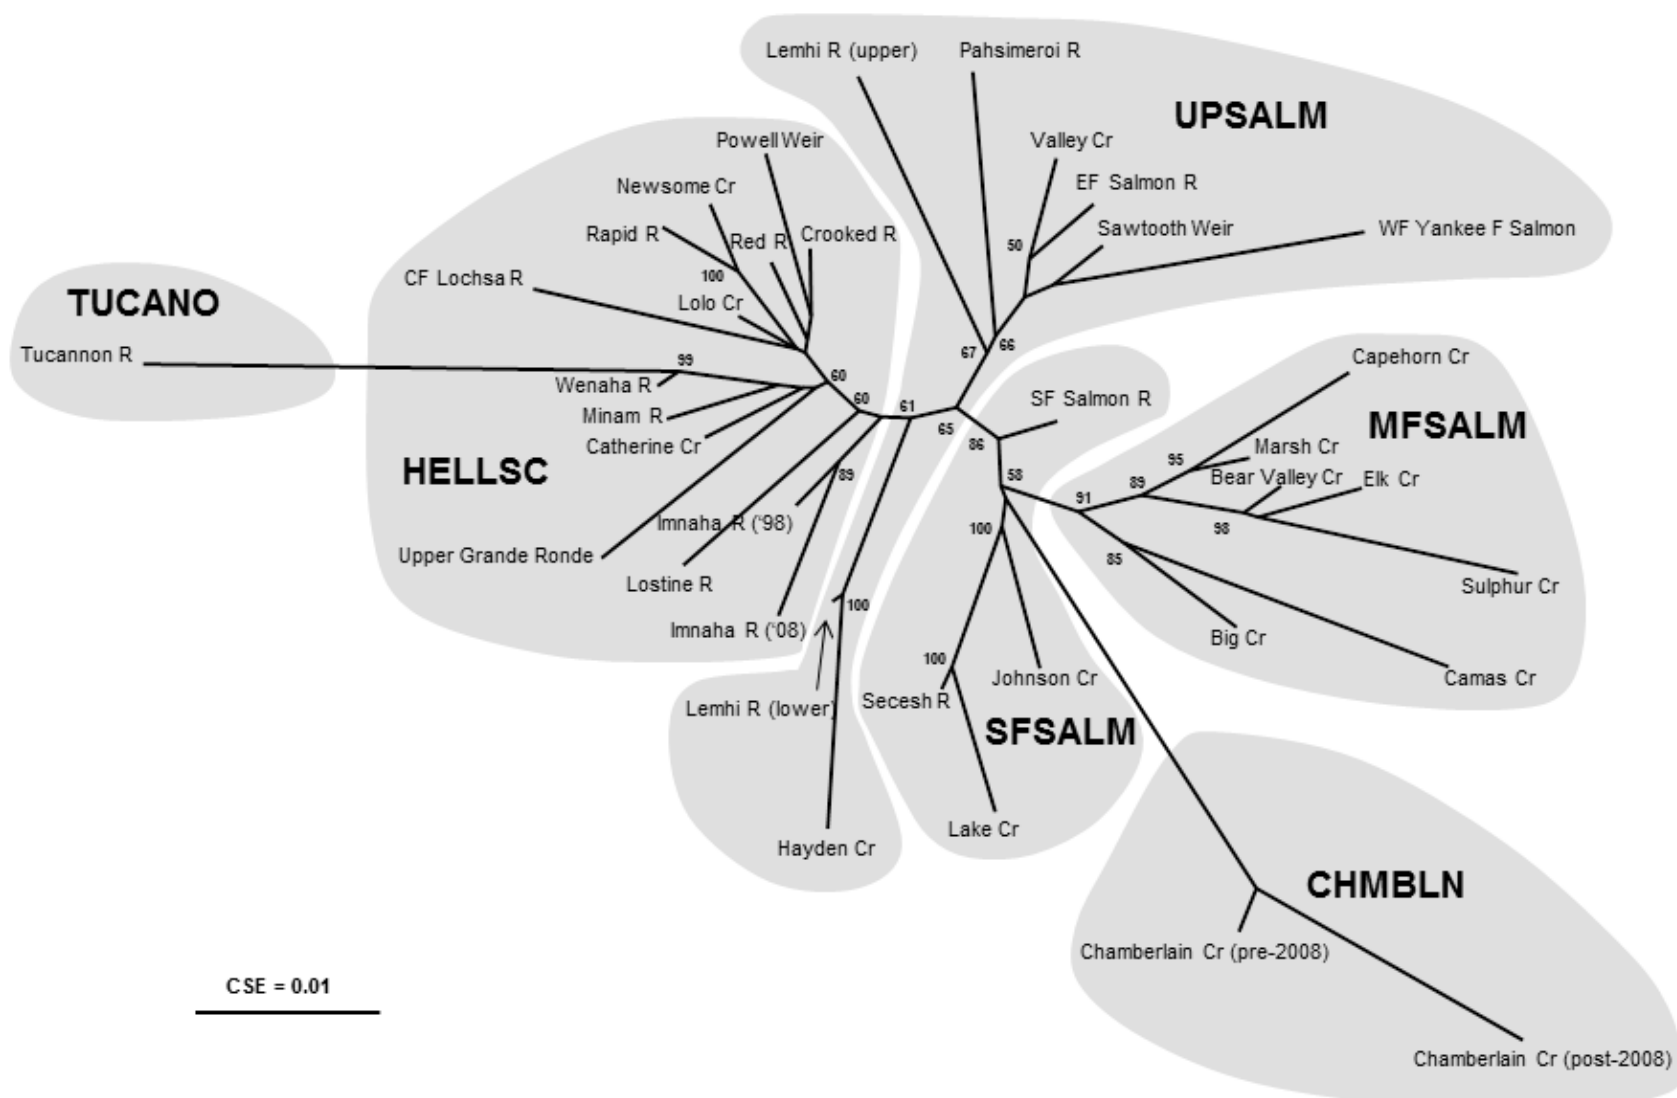 Lemhi R (upper)
Pahsimeroi R
UPSALM
Powell Weir
Valley Cr
Newsome Cr
EF Salmon R
Rapid R
Red R
Crooked R
Sawtooth Weir
WF Yankee F Salmon
50
100
CF Lochsa R
TUCANO
Lolo Cr
Tucannon R
99
67
66
Capehorn Cr
Wenaha R
60
Minam R
60
61
SF Salmon R
65
MFSALM
Catherine Cr
86
Marsh Cr
HELLSC
95
89
58
89
Bear Valley Cr
Elk Cr
91
Imnaha R ('98)
100
98
Upper Grande Ronde
85
Lostine R
Sulphur Cr
100
Imnaha R ('08)
Big Cr
100
Johnson Cr
Camas Cr
Lemhi R (lower)
Secesh R
SFSALM
Lake Cr
Hayden Cr
CHMBLN
Chamberlain Cr (pre-2008)
CSE = 0.01
Chamberlain Cr (post-2008)